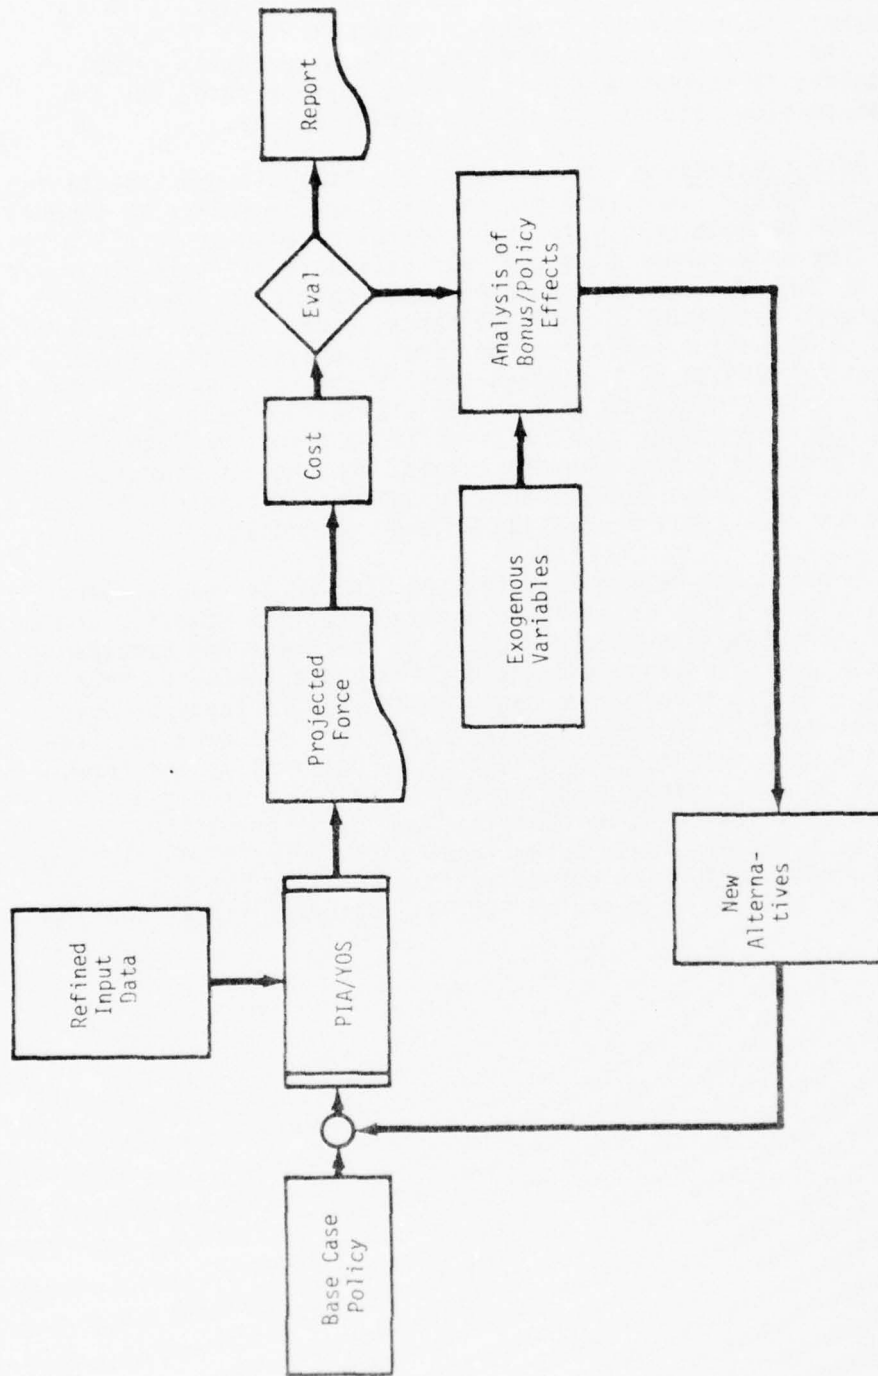 Refined
Input
Data
Base Case
Policy
PIA/YOS
Projected
Force
Cost
Eval
Report
Exogenous
Variables
Analysis of
Bonus/Policy
Effects
New
Alterna-
tives